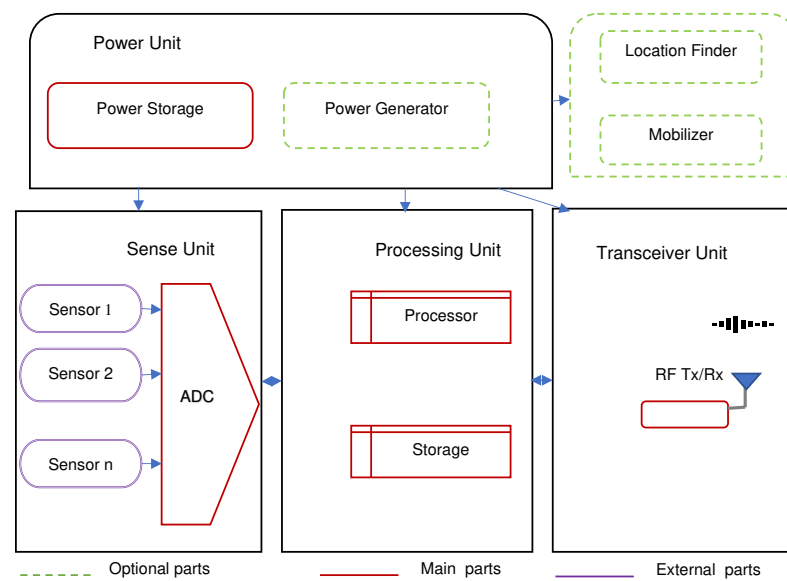 Power Unit
Location Finder
Power Storage
Power Generator
Mobilizer
Sense Unit
Processing Unit
Transceiver Unit
Sensor 1
Processor
Sensor 2
RF Tx/Rx
ADC
Sensor n
Storage
Optional parts
Main parts
External parts